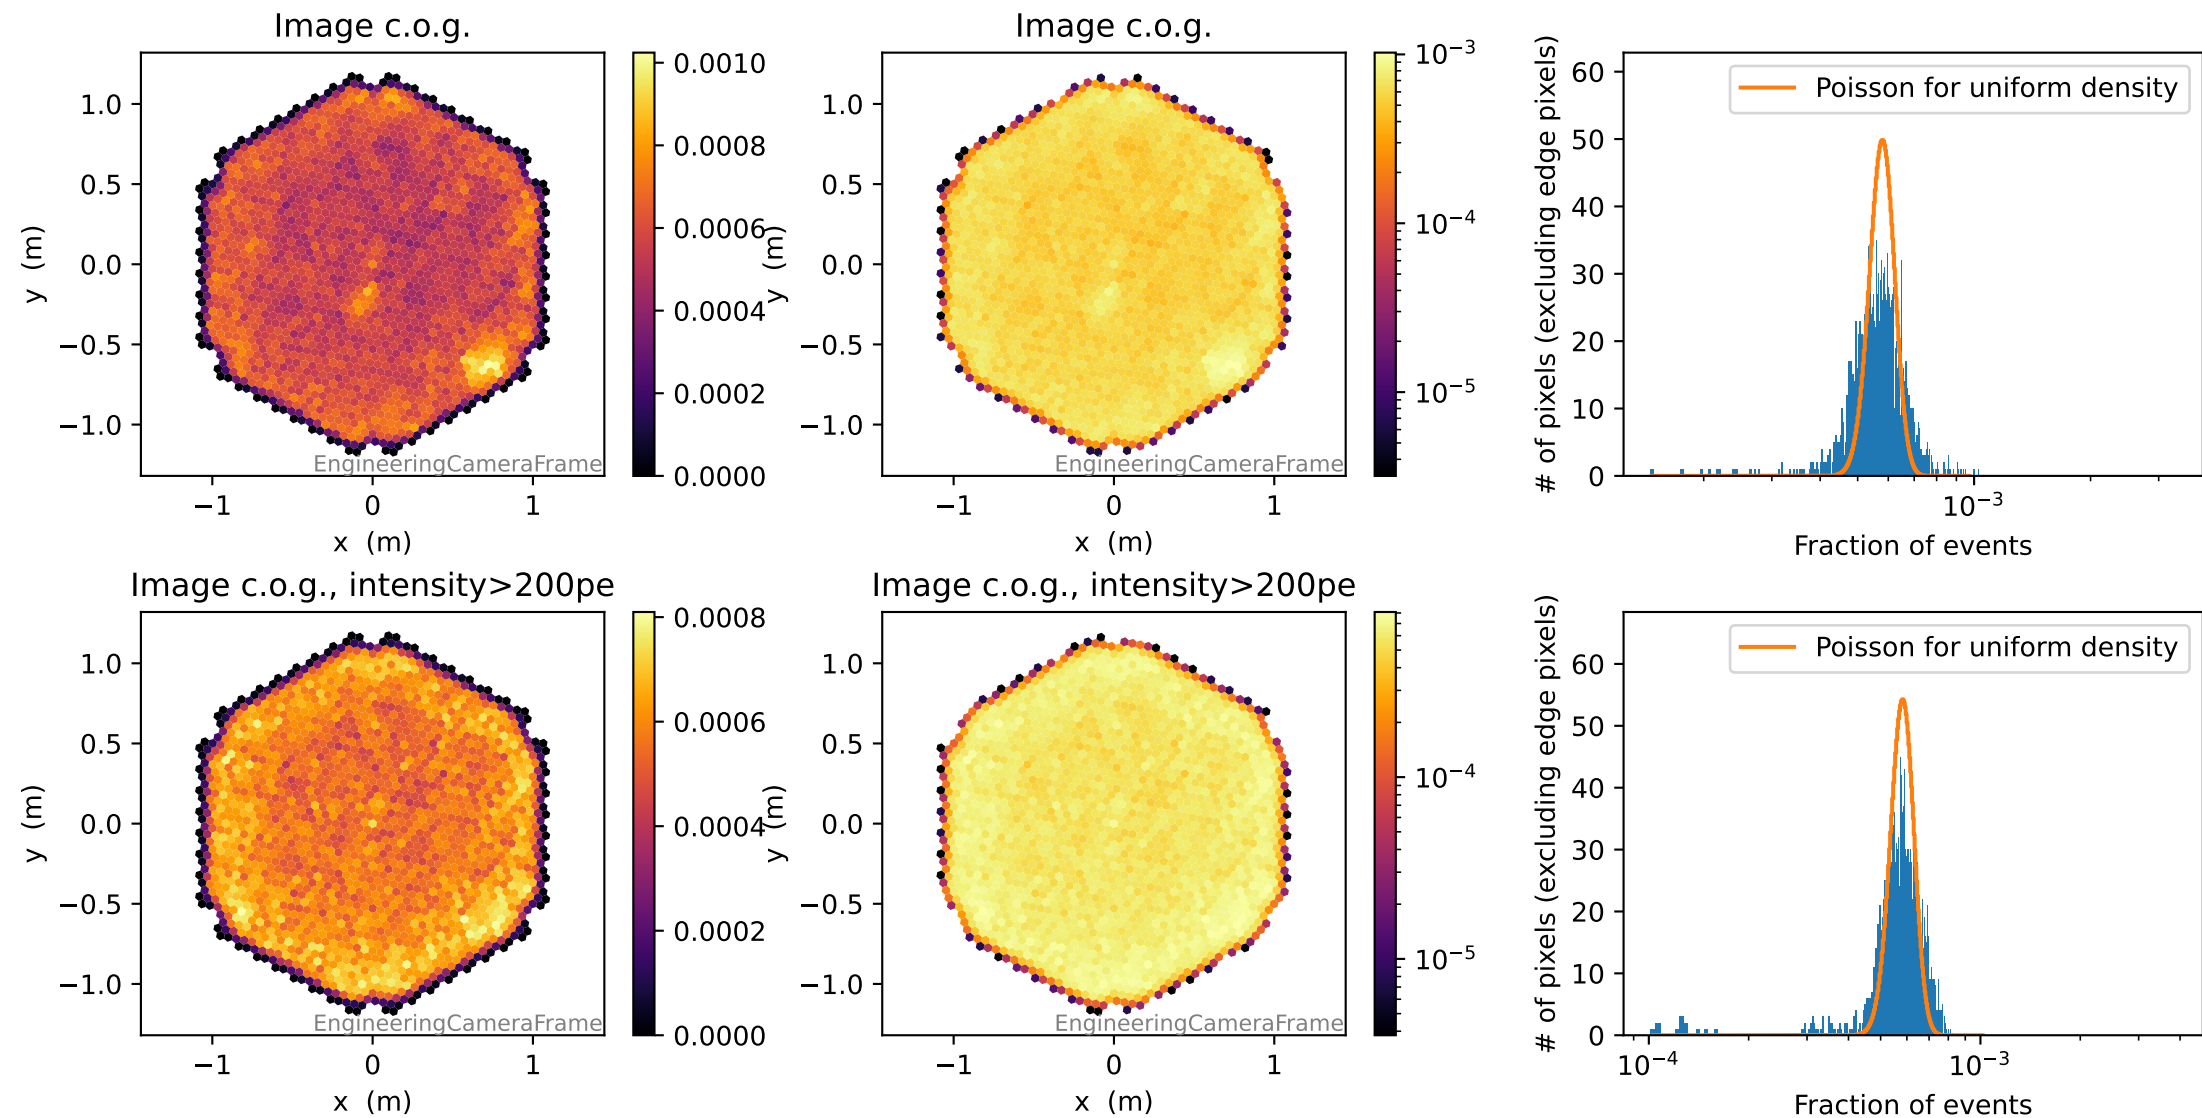 Image c.o.g.
1.0
0.5
0.0
−0.5
−1.0
y (m)
−1
0
1
x (m)
EngineeringCameraFrame
0.0010
0.0008
0.0006
0.0004
0.0002
0.0000
Image c.o.g.
1.0
0.5
0.0
−0.5
−1.0
y (m)
−1
0
1
x (m)
EngineeringCameraFrame
10−3
10−4
10−5
Poisson for uniform density
60
50
40
30
20
10
0
# of pixels (excluding edge pixels)
10−3
Fraction of events
Image c.o.g., intensity>200pe
1.0
0.5
0.0
−0.5
−1.0
y (m)
−1
0
1
x (m)
EngineeringCameraFrame
0.0008
0.0006
0.0004
0.0002
0.0000
Image c.o.g., intensity>200pe
1.0
0.5
0.0
−0.5
−1.0
y (m)
−1
0
1
x (m)
EngineeringCameraFrame
10−4
10−5
Poisson for uniform density
60
50
40
30
20
10
0
# of pixels (excluding edge pixels)
10−4
10−3
Fraction of events